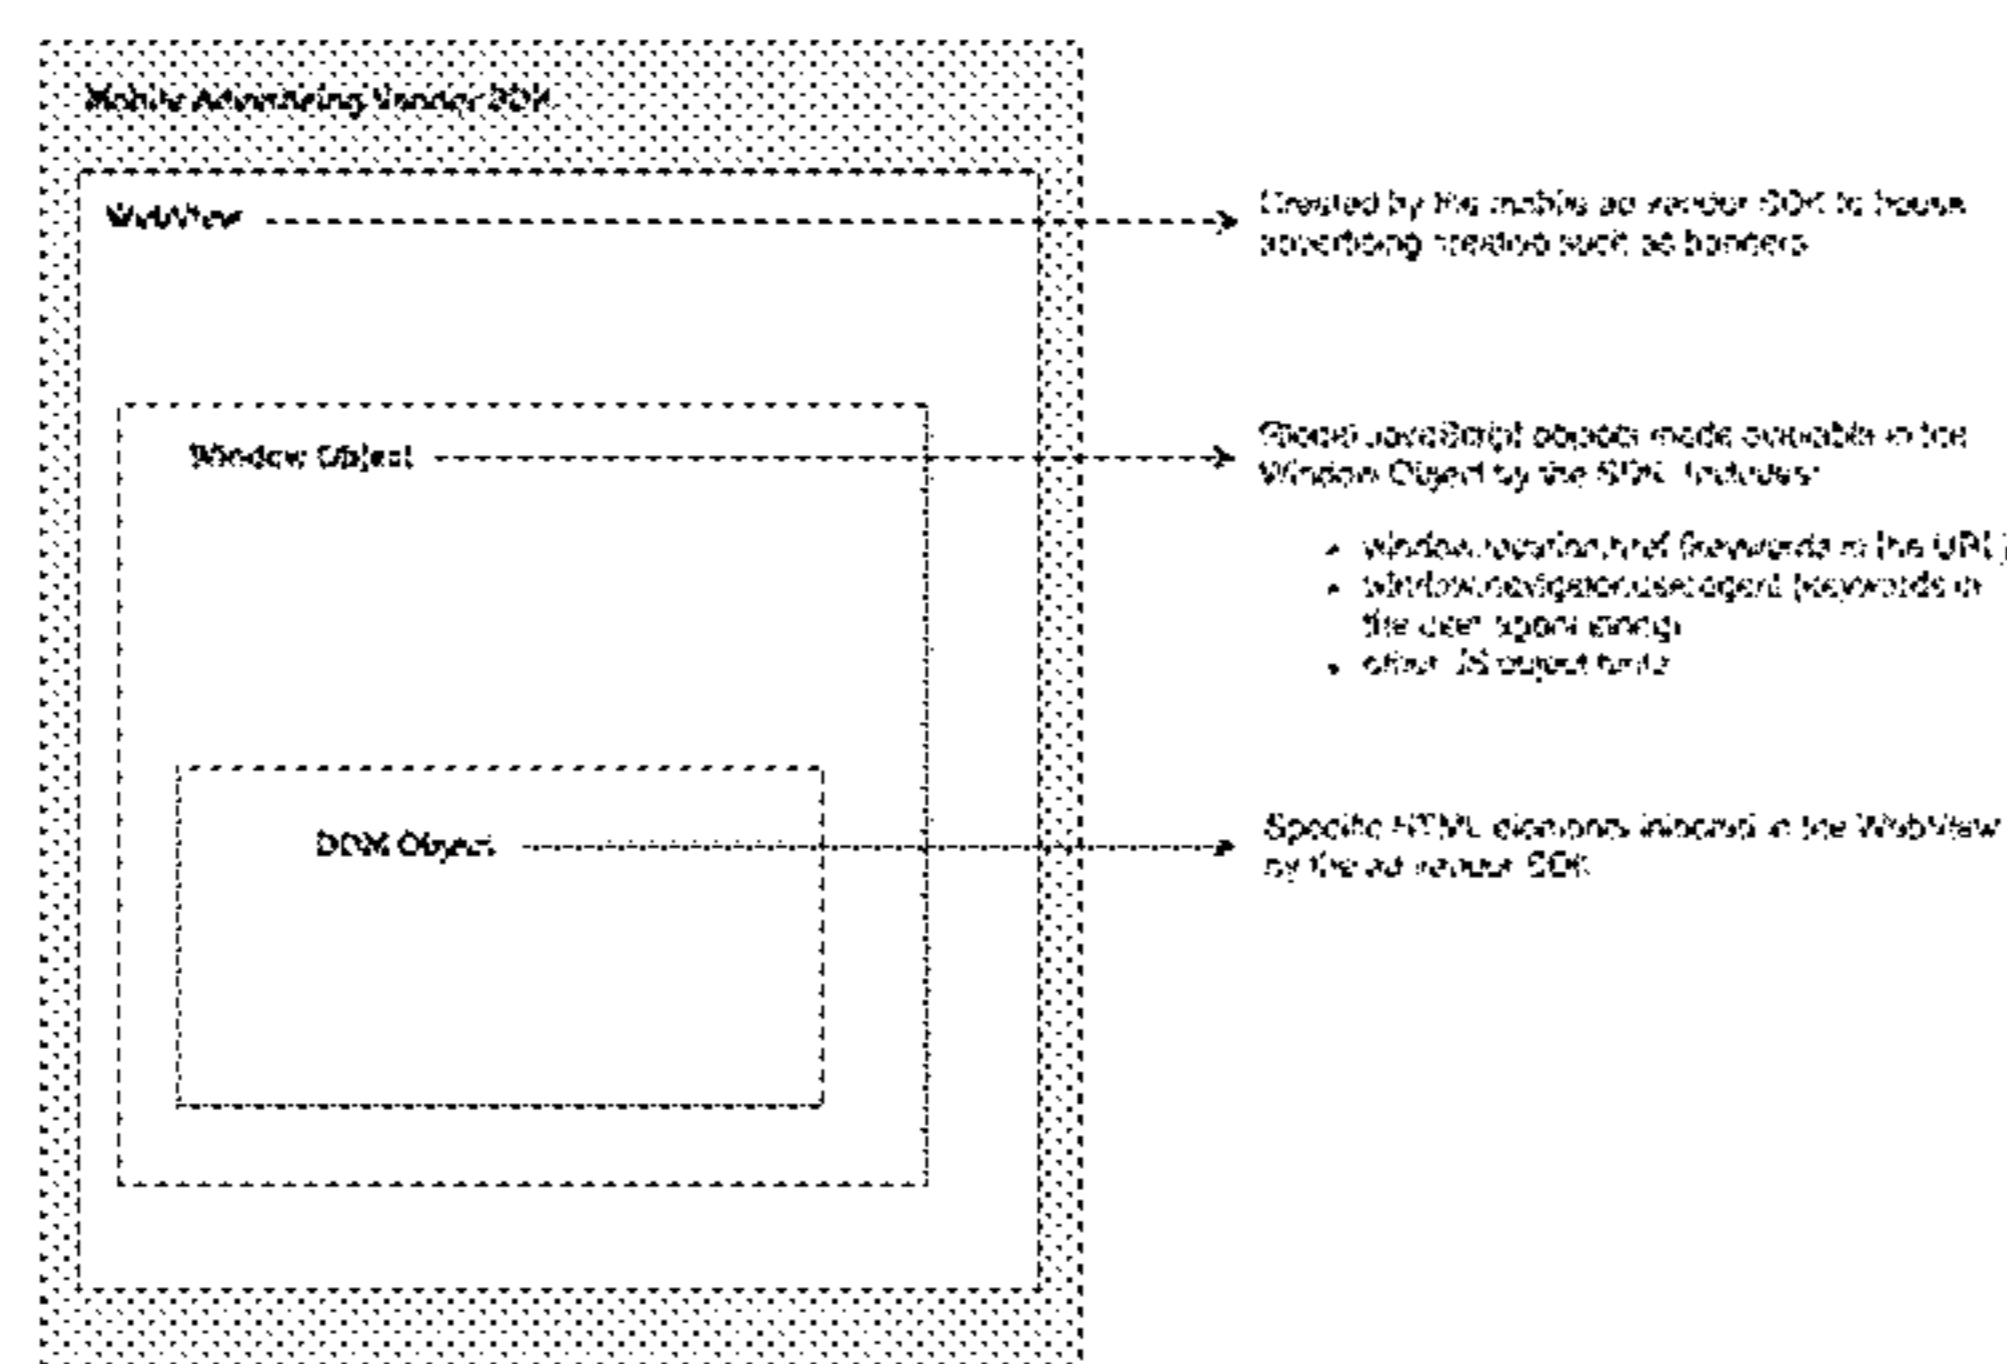 Mobile Advertising Vendor SDK
WebView
Created by the mobile ad vendor SDK to house
advertising creative such as banners
Window Object
JavaScript objects made available in the
Window Object by the SDK. Includes:
window.location.href (keywords in the URL)
window.navigator.useragent (keywords in
the user agent string)
other JS object
DOM Object
Specific HTML elements in the WebView
by the ad vendor SDK